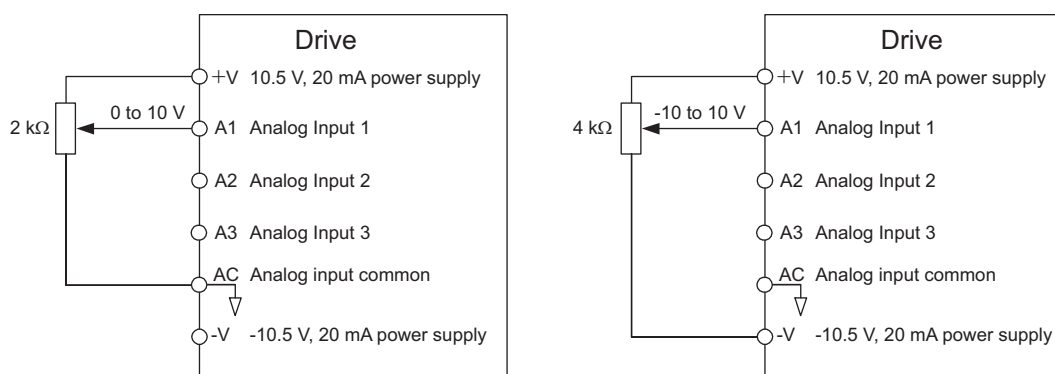 Drive
+V 10.5 V, 20 mA power supply
2 kΩ
0 to 10 V
A1 Analog Input 1
A2 Analog Input 2
A3 Analog Input 3
AC Analog input common
-V -10.5 V, 20 mA power supply
Drive
+V 10.5 V, 20 mA power supply
4 kΩ
-10 to 10 V
A1 Analog Input 1
A2 Analog Input 2
A3 Analog Input 3
AC Analog input common
-V -10.5 V, 20 mA power supply